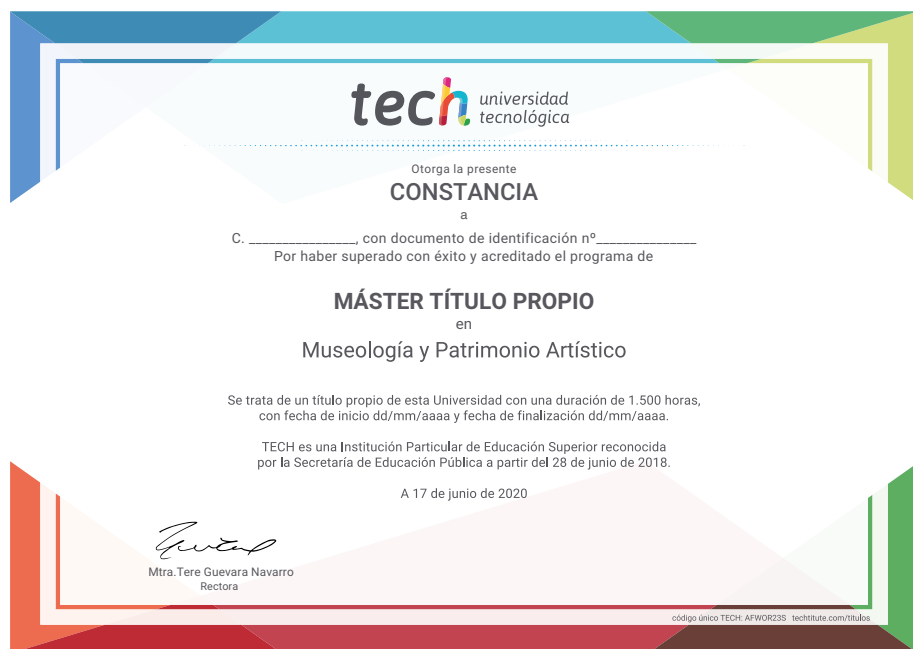 tech universidad
tecnológica
Otorga la presente
CONSTANCIA
a
C. ________________, con documento de identificación nº_______________
Por haber superado con éxito y acreditado el programa de
MÁSTER TÍTULO PROPIO
en
Museología y Patrimonio Artístico
Se trata de un título propio de esta Universidad con una duración de 1.500 horas,
con fecha de inicio dd/mm/aaaa y fecha de finalización dd/mm/aaaa.
TECH es una Institución Particular de Educación Superior reconocida
por la Secretaría de Educación Pública a partir del 28 de junio de 2018.
A 17 de junio de 2020
Mtra.Tere Guevara Navarro
Rectora
código único TECH: AFWOR23S techtitute.com/titulos